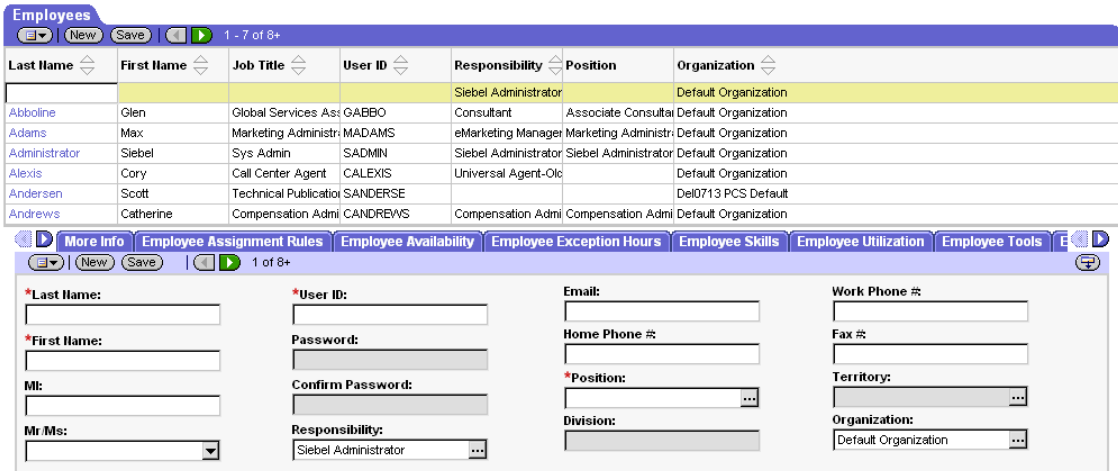 Employees
New Save 1 - 7 of 8+
Last Name First Name Job Title User ID Responsibility Position Organization
Siebel Administrator Default Organization
Abboline Glen Global Services Ass GABBO Consultant Associate Consultan Default Organization
Adams Max Marketing Administra MADAMS eMarketing Manager Marketing Administra Default Organization
Administrator Siebel Sys Admin SADMIN Siebel Administrator Siebel Administrator Default Organization
Alexis Cory Call Center Agent CALEXIS Universal Agent-Old Default Organization
Andersen Scott Technical Publication SANDERSE Del0713 PCS Default
Andrews Catherine Compensation Admi CANDREWS Compensation Admi Compensation Admi Default Organization
More Info Employee Assignment Rules Employee Availability Employee Exception Hours Employee Skills Employee Utilization Employee Tools E
New Save 1 of 8+
*Last Name: *User ID: Email: Work Phone #:
*First Name: Password: Home Phone #: Fax #:
MI: Confirm Password: *Position: Territory:
Mr/Ms: Responsibility: Division: Organization:
Siebel Administrator Default Organization